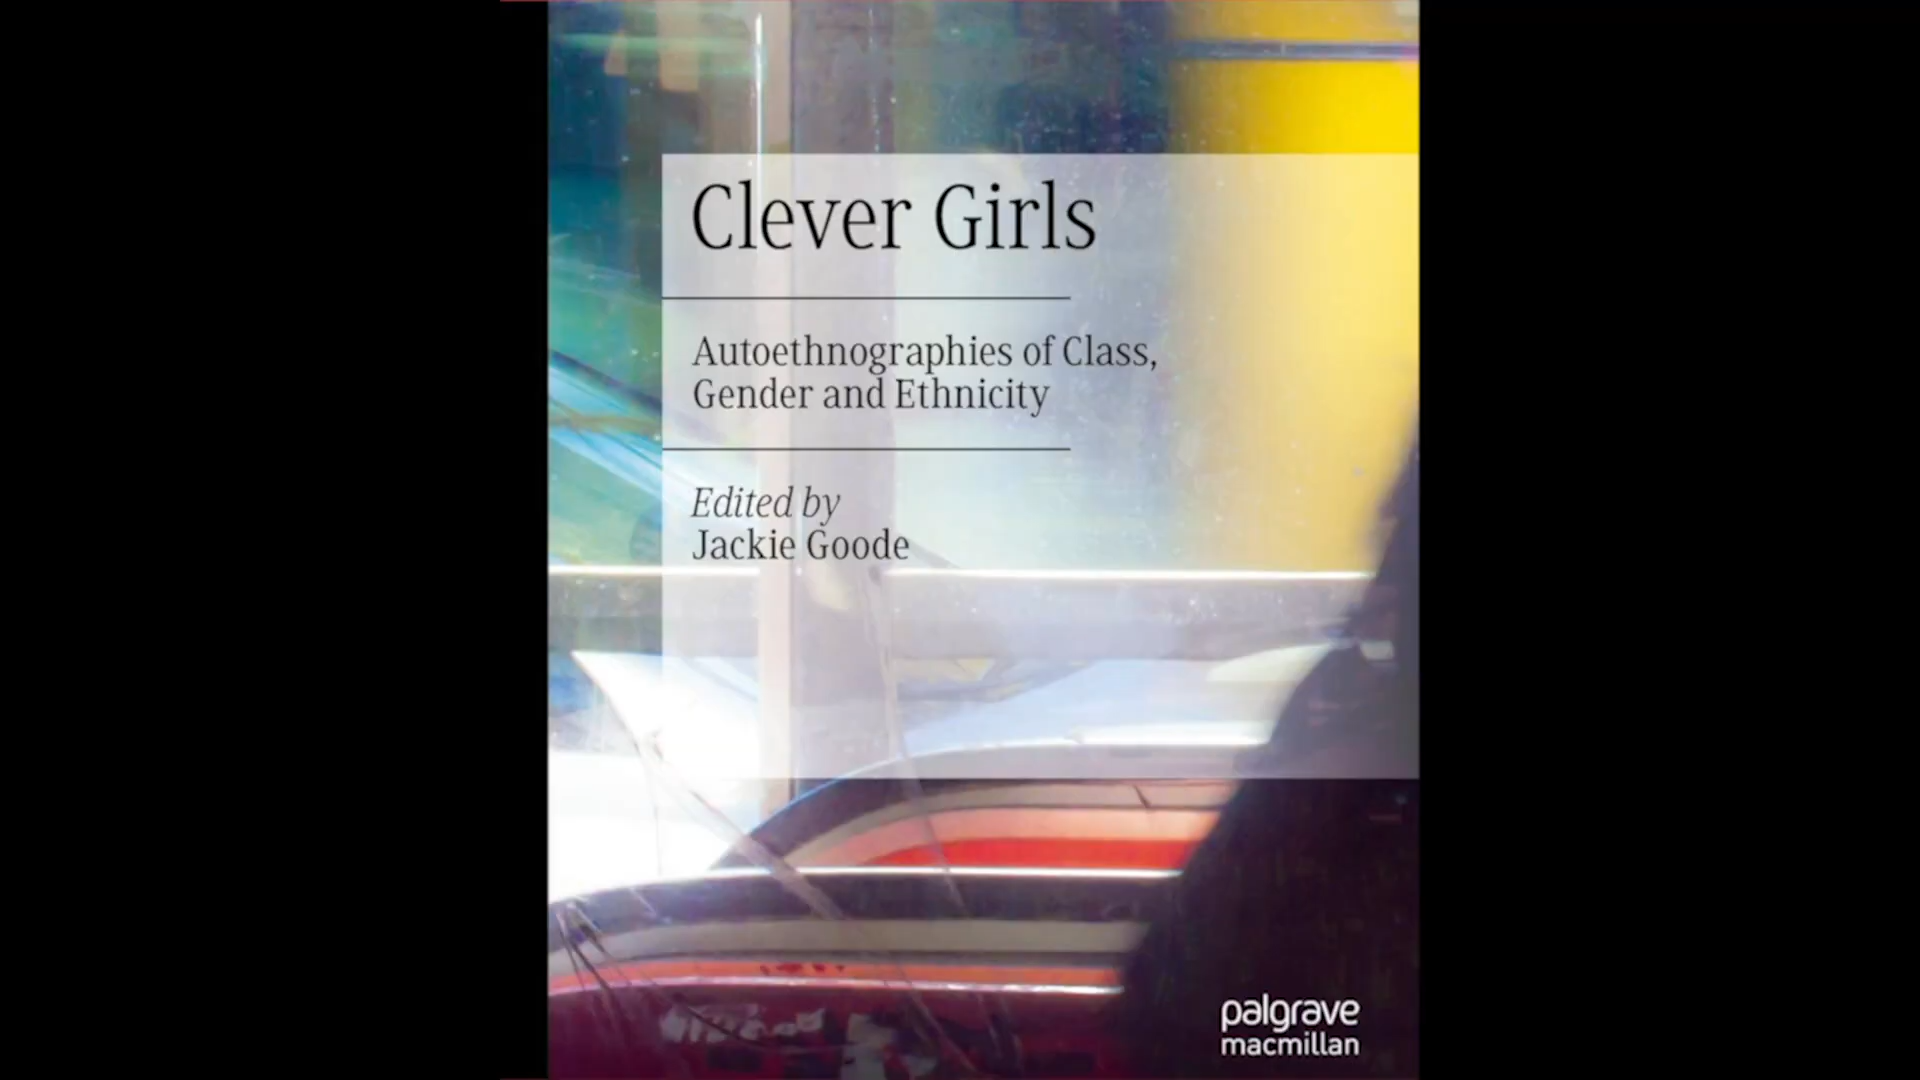 Clever Girls
Autoethnographies of Class,
Gender and Ethnicity
Edited by
Jackie Goode
palgrave
macmillan